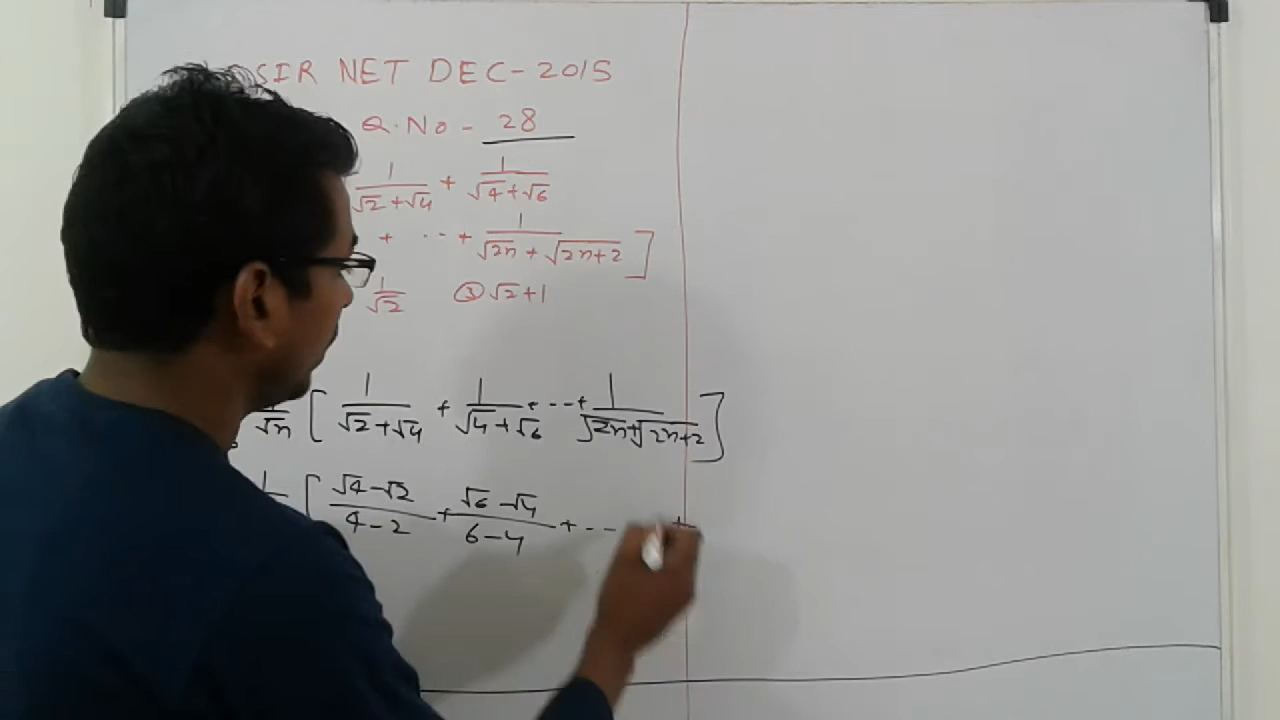 SIR NET DEC-2015
Q.No - 28
1/(√2+√4) + 1/(√4+√6)
+ ... + 1/(√2n + √(2n+2)) ]
1/√2 ③ √2+1
1/√n [ 1/(√2+√4) + 1/(√4+√6) + ... + 1/(√2n+√(2n+2)) ]
[ (√4-√2)/(4-2) + (√6-√4)/(6-4) + ... +